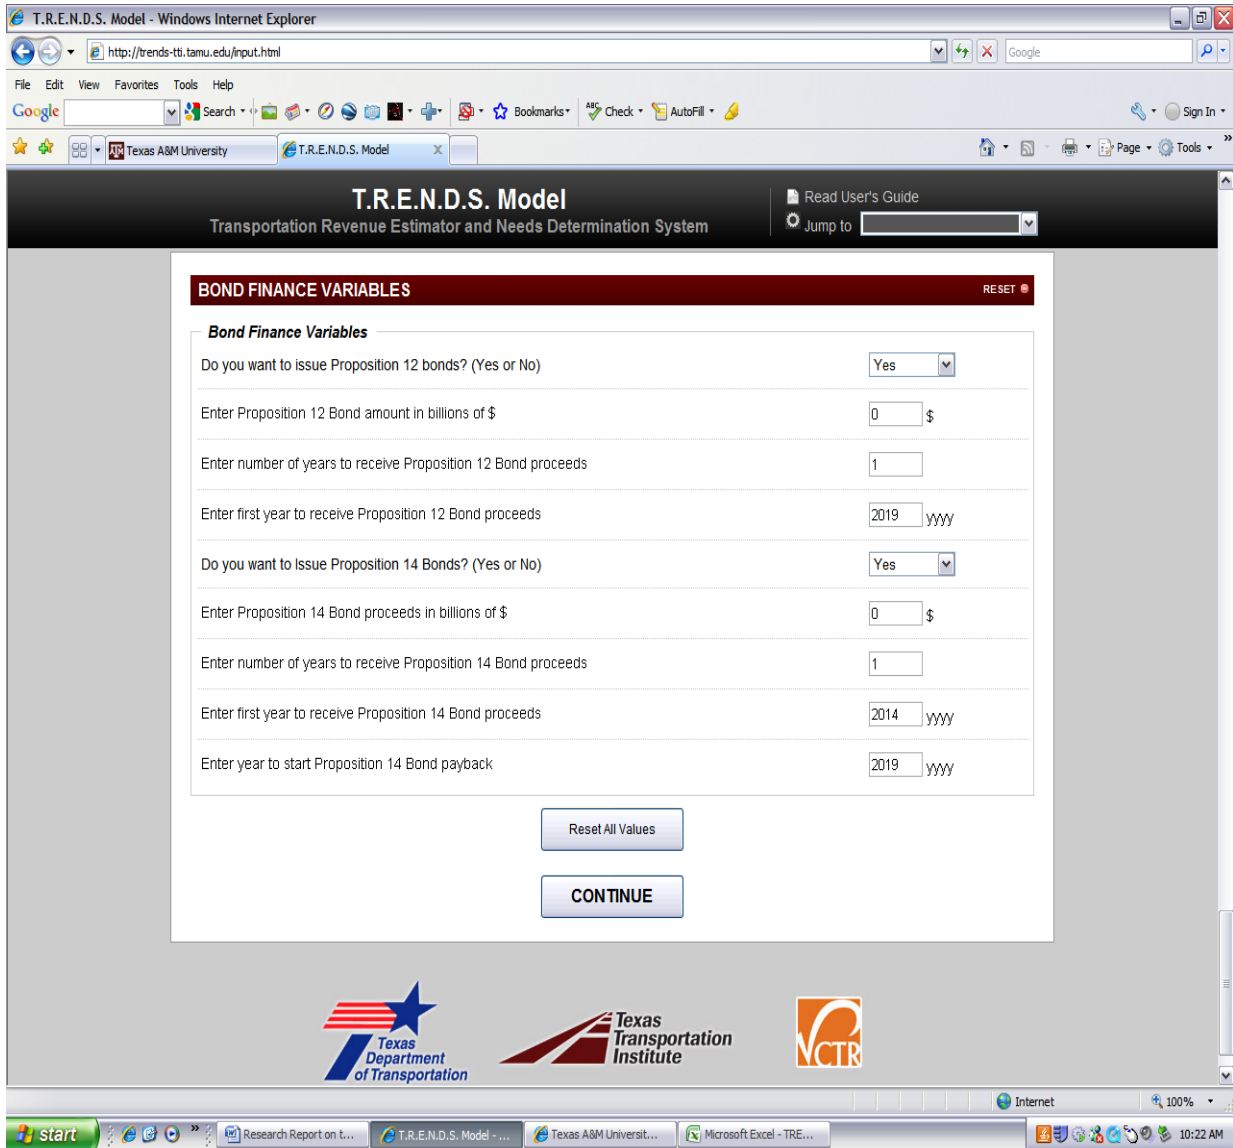 T.R.E.N.D.S. Model - Windows Internet Explorer
http://trends-tti.tamu.edu/input.html
Google
File Edit View Favorites Tools Help
Google Search Bookmarks ABC Check AutoFill Sign In
Texas A&M University T.R.E.N.D.S. Model X Page Tools »
T.R.E.N.D.S. Model
Transportation Revenue Estimator and Needs Determination System
Read User's Guide
Jump to
BOND FINANCE VARIABLES RESET
Bond Finance Variables
Do you want to issue Proposition 12 bonds? (Yes or No) Yes
Enter Proposition 12 Bond amount in billions of $ 0 $
Enter number of years to receive Proposition 12 Bond proceeds 1
Enter first year to receive Proposition 12 Bond proceeds 2019 yyyy
Do you want to Issue Proposition 14 Bonds? (Yes or No) Yes
Enter Proposition 14 Bond proceeds in billions of $ 0 $
Enter number of years to receive Proposition 14 Bond proceeds 1
Enter first year to receive Proposition 14 Bond proceeds 2014 yyyy
Enter year to start Proposition 14 Bond payback 2019 yyyy
Reset All Values
CONTINUE
Texas
Department
of Transportation
Texas
Transportation
Institute
CTR
Internet 100%
start » Research Report on t... T.R.E.N.D.S. Model - ... Texas A&M Universit... Microsoft Excel - TRE... 10:22 AM